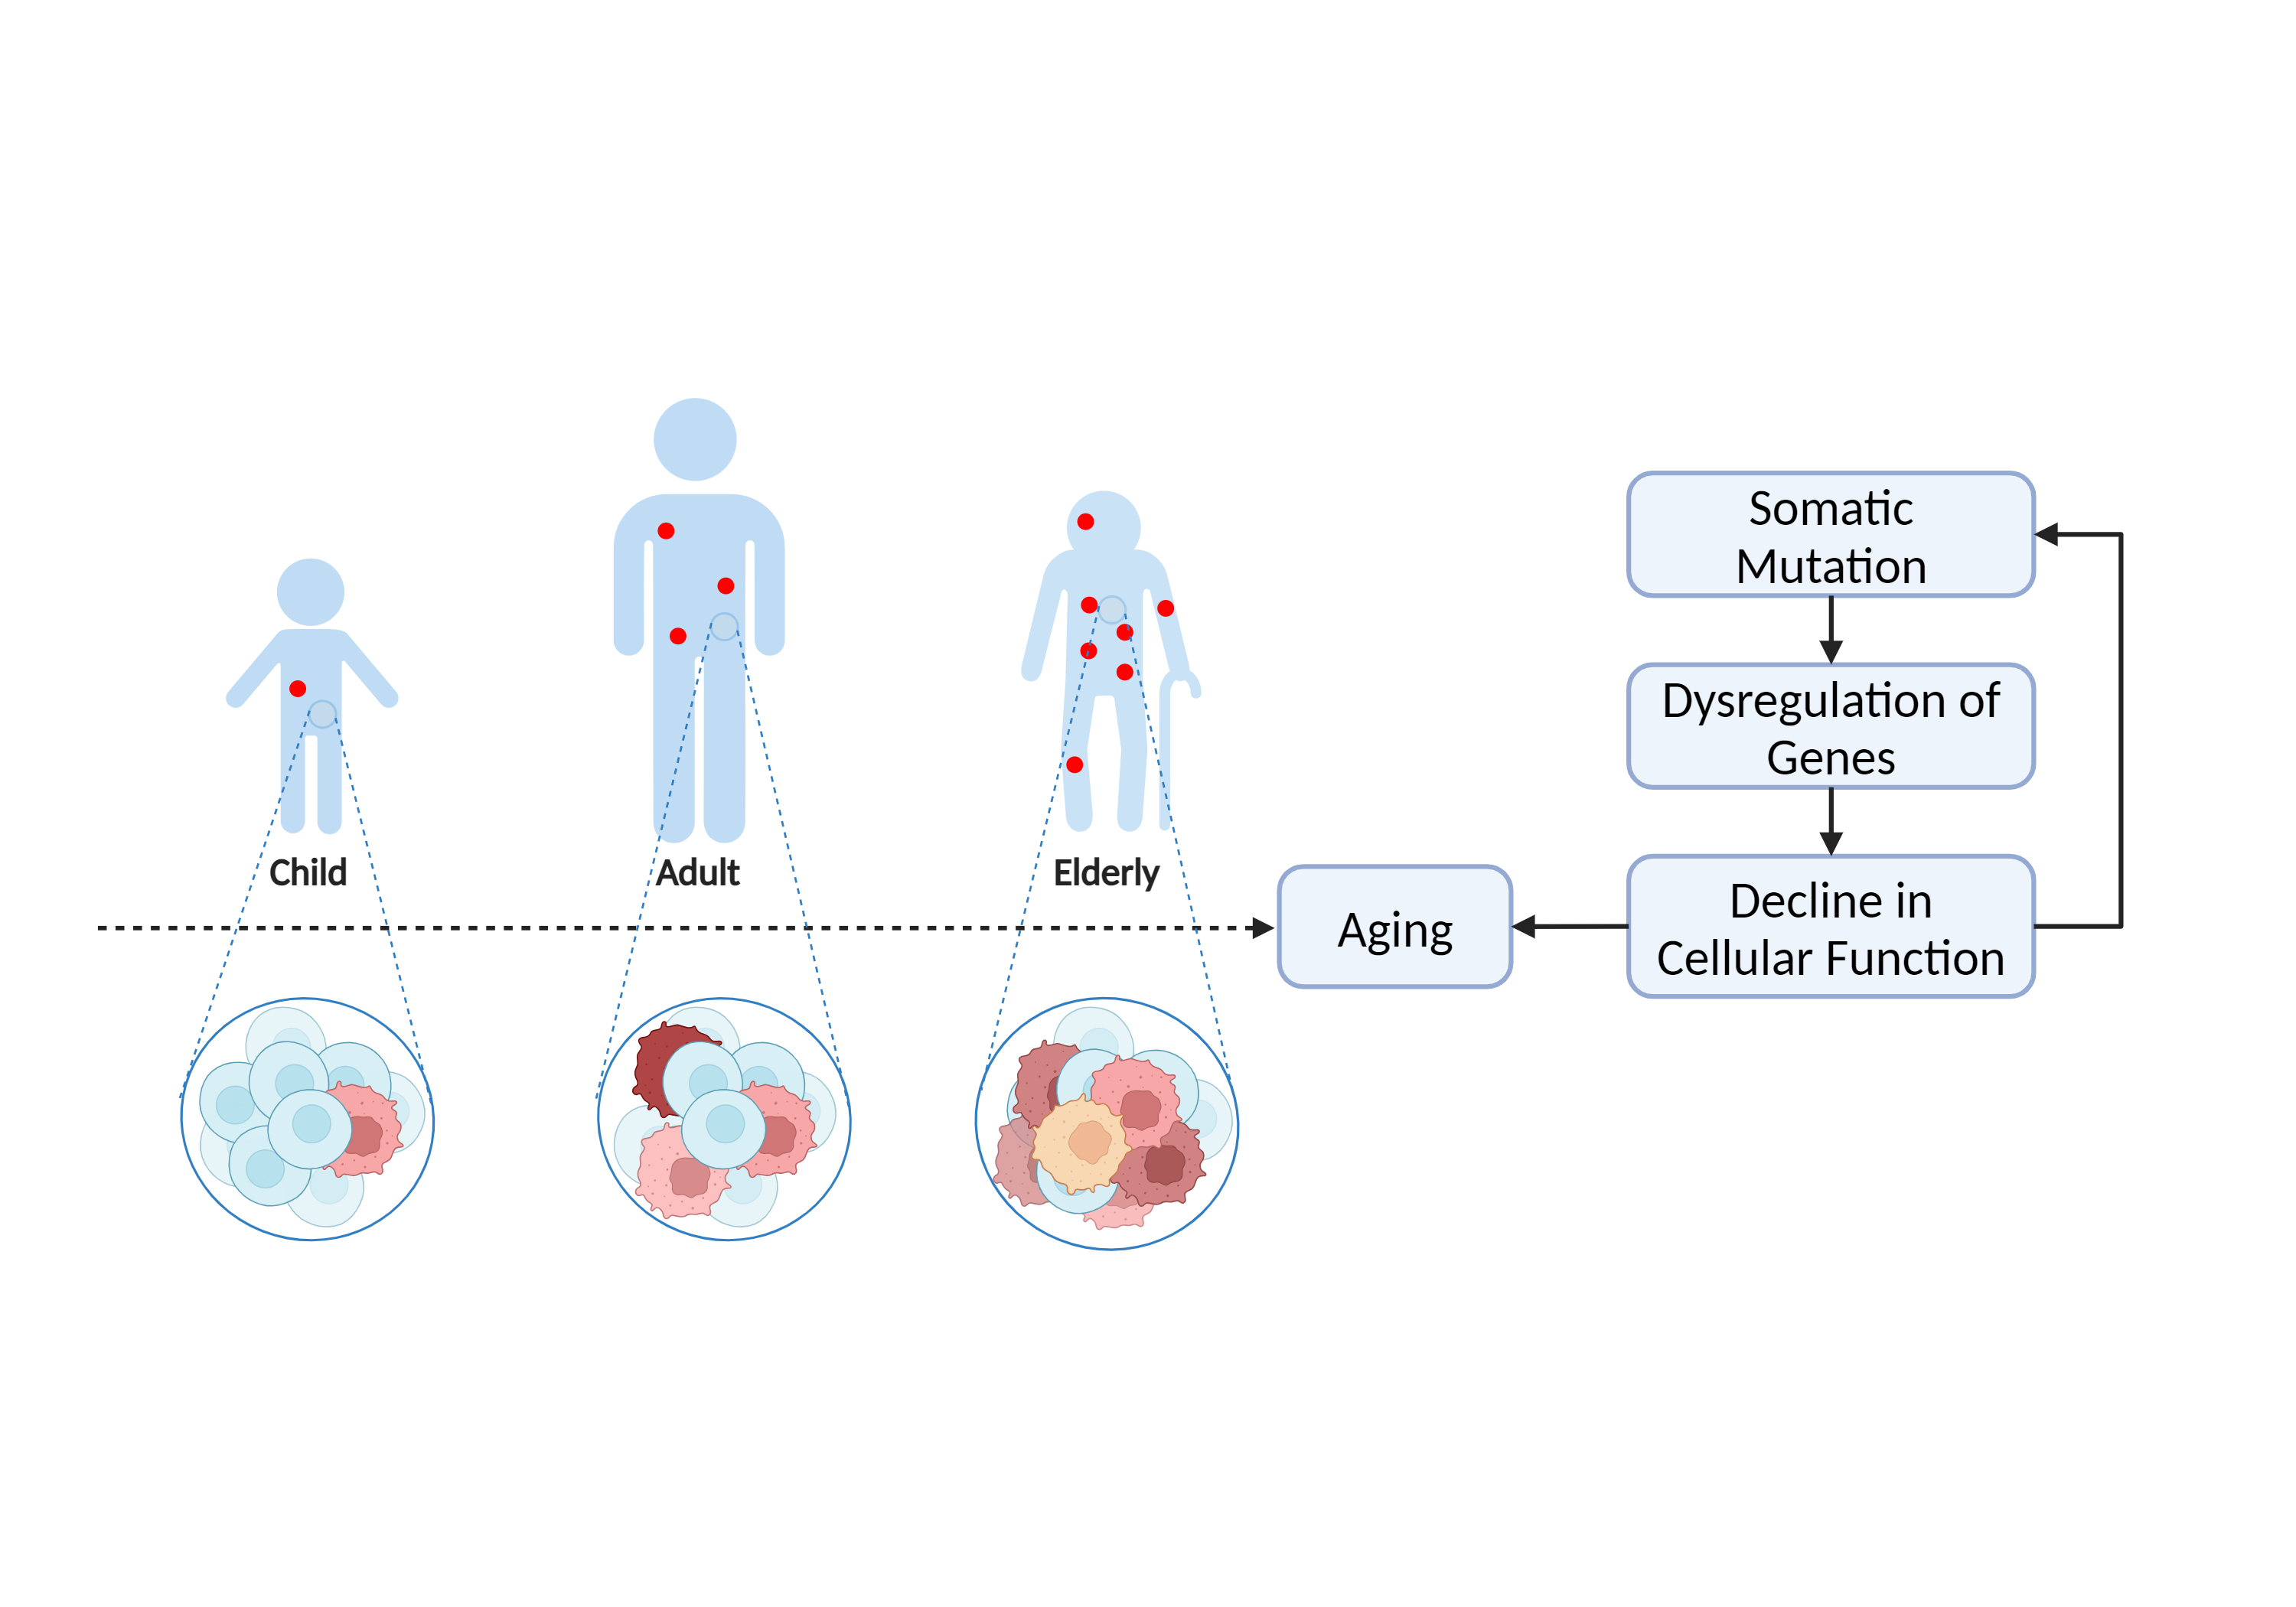 Child
Adult
Elderly
Aging
Somatic
Mutation
Dysregulation of
Genes
Decline in
Cellular Function